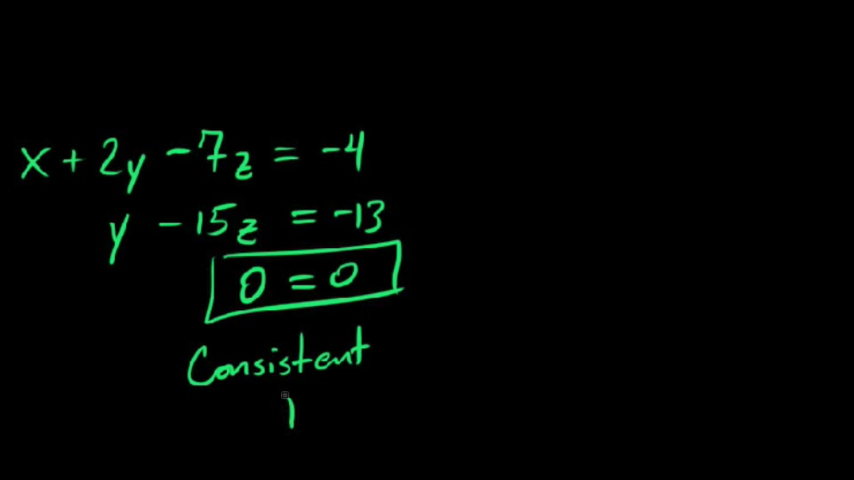 x + 2y - 7z = -4
y - 15z = -13
0 = 0
Consistent